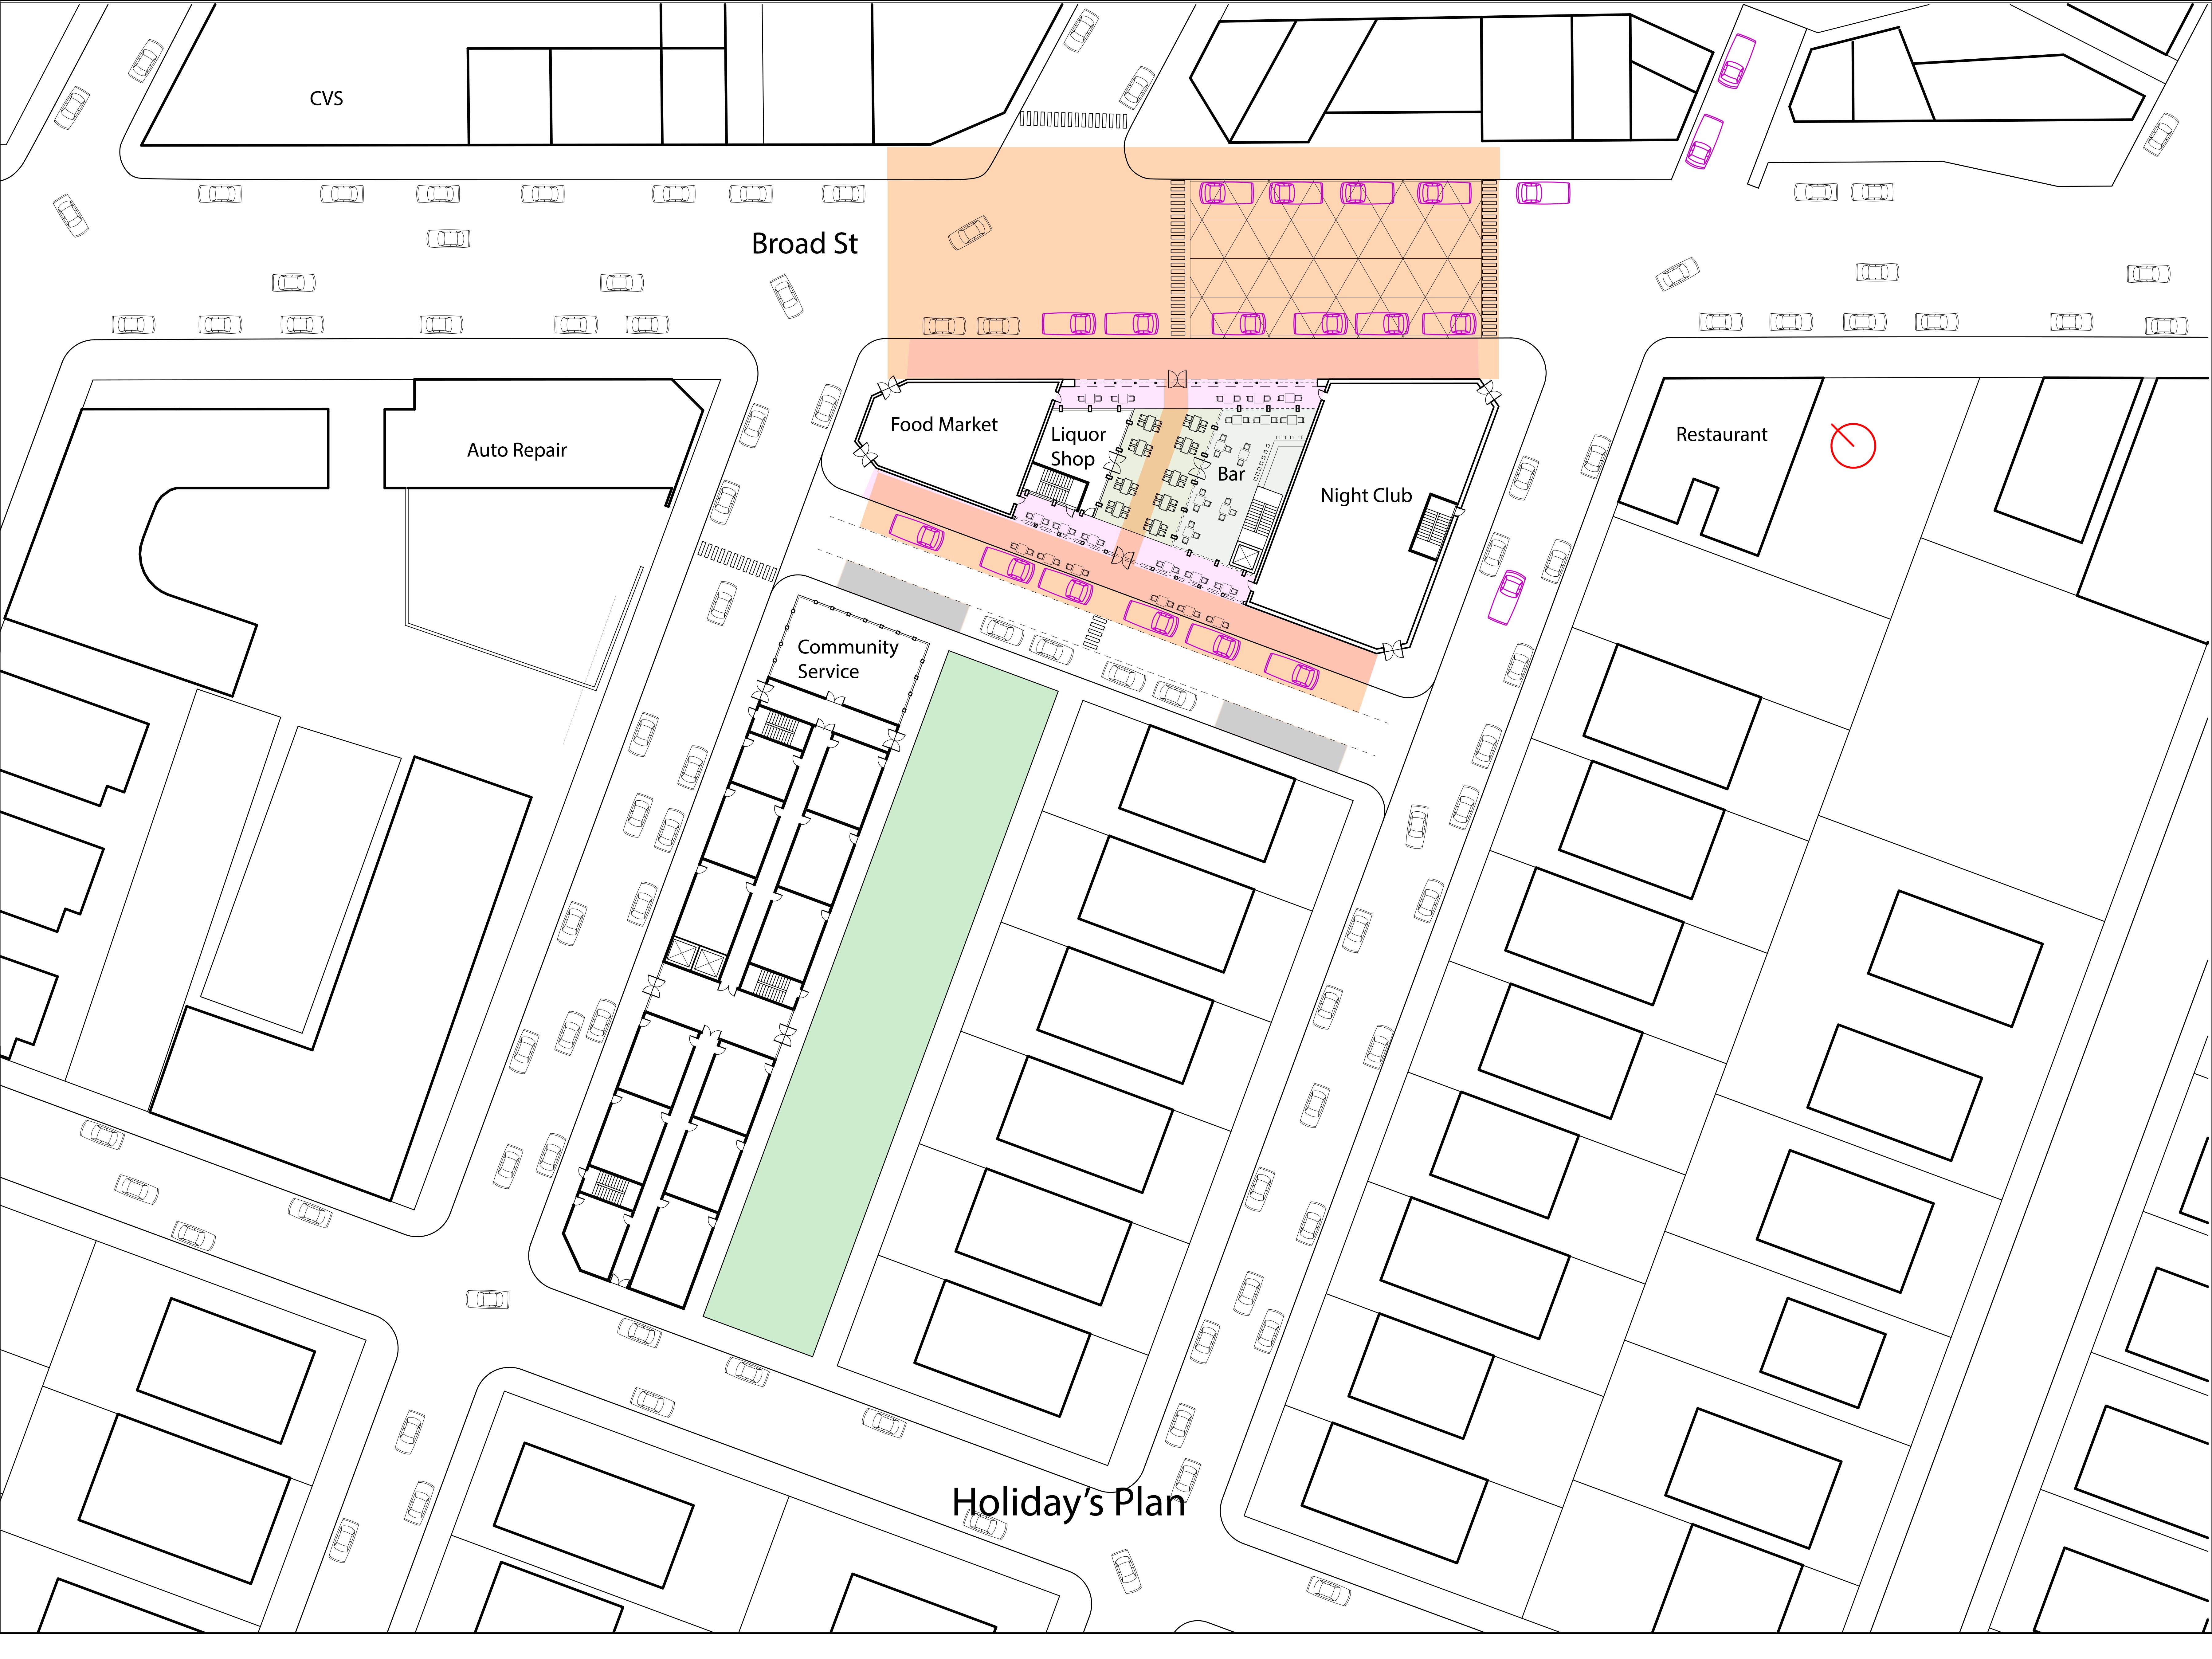 CVS
Broad St
Food Market
Liquor
Shop
Bar
Night Club
Restaurant
Auto Repair
Community
Service
Holiday’s Plan